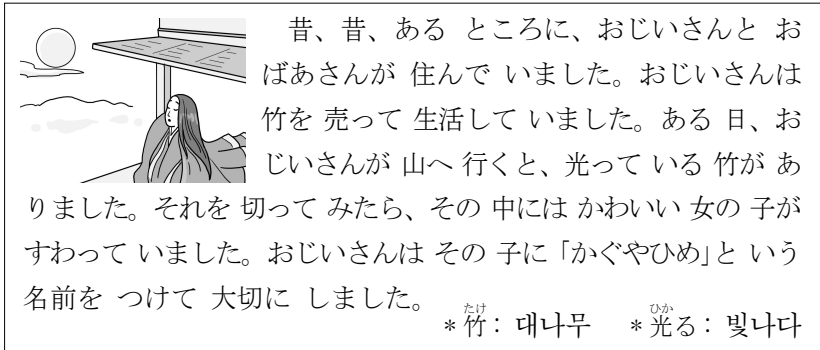 昔、昔、ある ところに、おじいさんと お
ばあさんが 住んで いました。おじいさんは
竹を 売って 生活して いました。ある 日、お
じいさんが 山へ 行くと、光って いる 竹が あ
りました。それを 切って みたら、その 中には かわいい 女の 子が
すわって いました。おじいさんは その 子に 「かぐやひめ」と いう
名前を つけて 大切に しました。
たけ ひか
*竹: 대나무 *光る: 빛나다